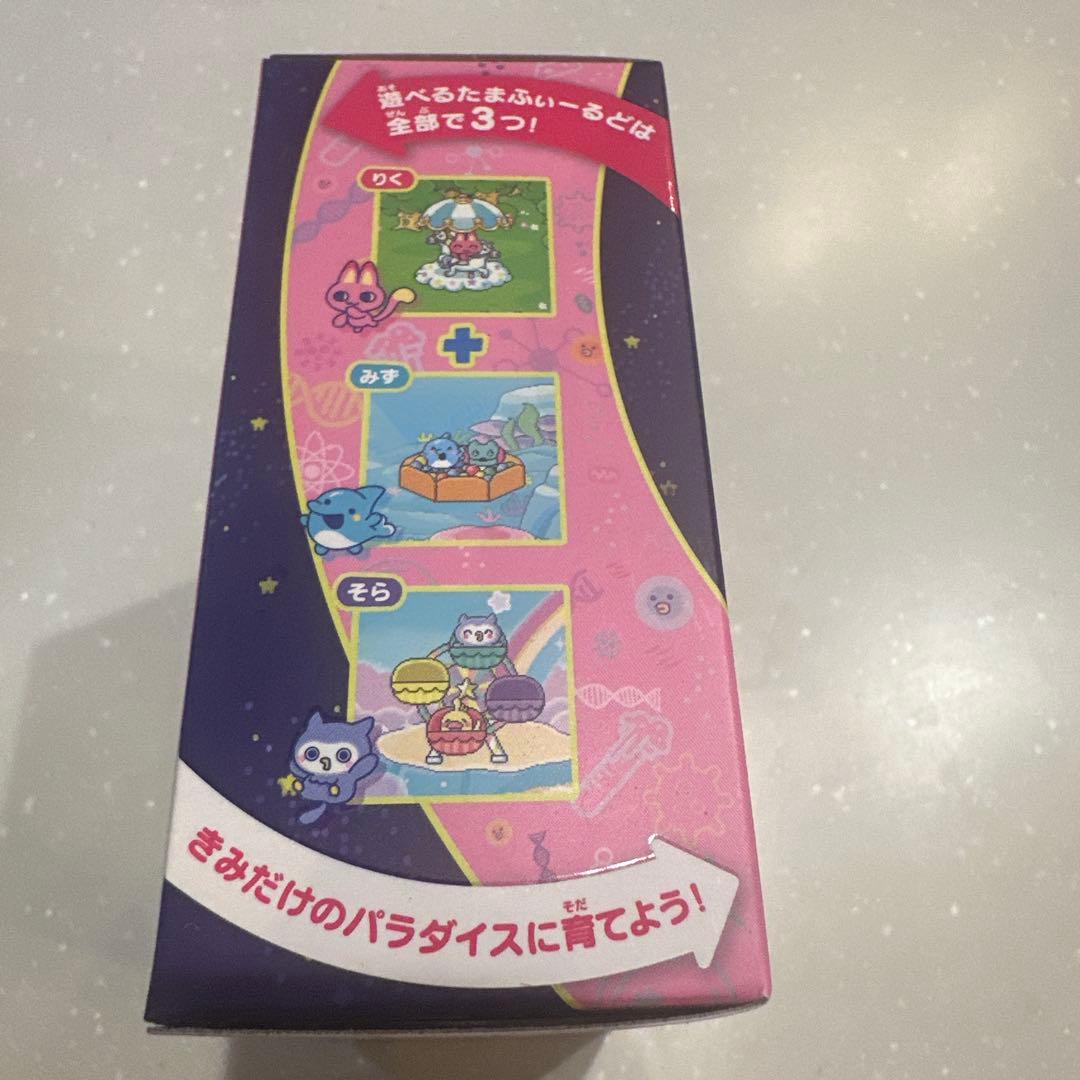 遊べるたまふぃーるどは
全部で3つ!
りく
みず
そら
きみだけのパラダイスに育てよう!